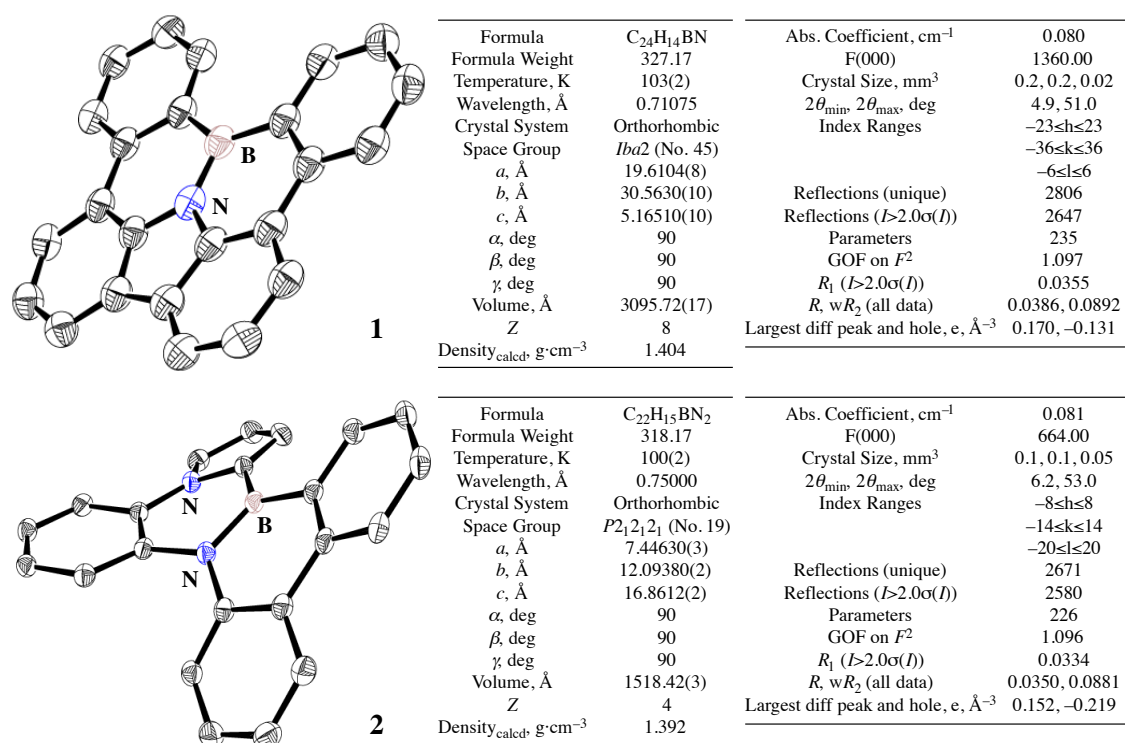 B
N
1
Formula C₂₄H₁₄BN
Formula Weight 327.17
Temperature, K 103(2)
Wavelength, Å 0.71075
Crystal System Orthorhombic
Space Group Iba2 (No. 45)
a, Å 19.6104(8)
b, Å 30.5630(10)
c, Å 5.16510(10)
α, deg 90
β, deg 90
γ, deg 90
Volume, Å 3095.72(17)
Z 8
Density_calcd, g·cm⁻³ 1.404
Abs. Coefficient, cm⁻¹ 0.080
F(000) 1360.00
Crystal Size, mm³ 0.2, 0.2, 0.02
2θ_min, 2θ_max, deg 4.9, 51.0
Index Ranges –23≤h≤23
–36≤k≤36
–6≤l≤6
Reflections (unique) 2806
Reflections (I>2.0σ(I)) 2647
Parameters 235
GOF on F² 1.097
R₁ (I>2.0σ(I)) 0.0355
R, wR₂ (all data) 0.0386, 0.0892
Largest diff peak and hole, e, Å⁻³ 0.170, –0.131
N
B
N
2
Formula C₂₂H₁₅BN₂
Formula Weight 318.17
Temperature, K 100(2)
Wavelength, Å 0.75000
Crystal System Orthorhombic
Space Group P2₁2₁2₁ (No. 19)
a, Å 7.44630(3)
b, Å 12.09380(2)
c, Å 16.8612(2)
α, deg 90
β, deg 90
γ, deg 90
Volume, Å 1518.42(3)
Z 4
Density_calcd, g·cm⁻³ 1.392
Abs. Coefficient, cm⁻¹ 0.081
F(000) 664.00
Crystal Size, mm³ 0.1, 0.1, 0.05
2θ_min, 2θ_max, deg 6.2, 53.0
Index Ranges –8≤h≤8
–14≤k≤14
–20≤l≤20
Reflections (unique) 2671
Reflections (I>2.0σ(I)) 2580
Parameters 226
GOF on F² 1.096
R₁ (I>2.0σ(I)) 0.0334
R, wR₂ (all data) 0.0350, 0.0881
Largest diff peak and hole, e, Å⁻³ 0.152, –0.219